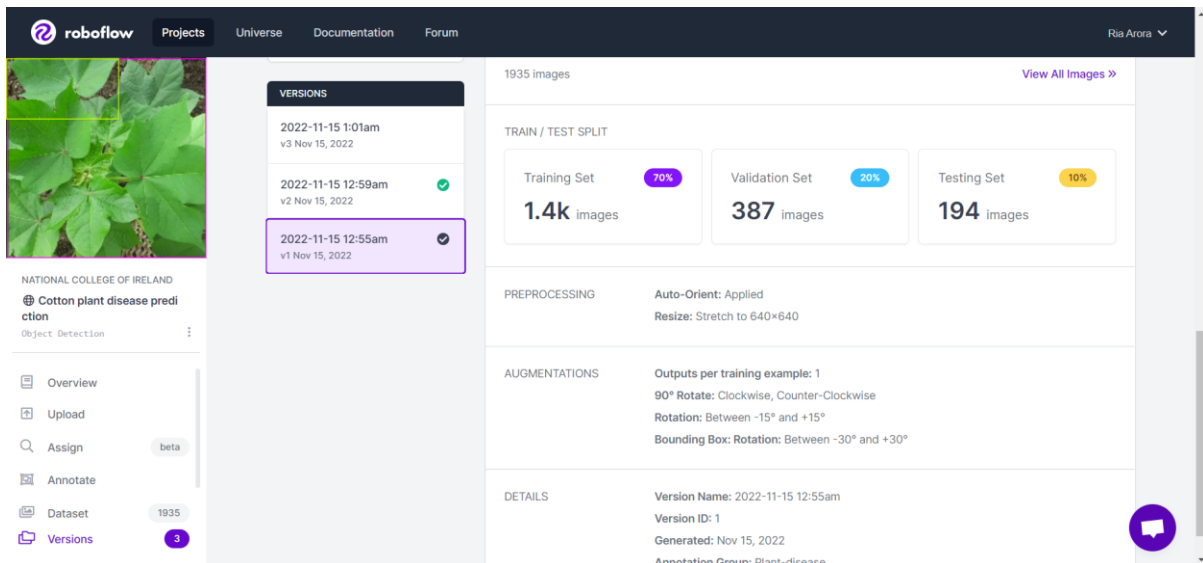 roboflow
Projects
Universe
Documentation
Forum
Ria Arora
NATIONAL COLLEGE OF IRELAND
Cotton plant disease predi
ction
Object Detection
Overview
Upload
Assign beta
Annotate
Dataset 1935
Versions 3
VERSIONS
2022-11-15 1:01am
v3 Nov 15, 2022
2022-11-15 12:59am
v2 Nov 15, 2022
2022-11-15 12:55am
v1 Nov 15, 2022
1935 images
View All Images »
TRAIN / TEST SPLIT
Training Set 70%
1.4k images
Validation Set 20%
387 images
Testing Set 10%
194 images
PREPROCESSING
Auto-Orient: Applied
Resize: Stretch to 640×640
AUGMENTATIONS
Outputs per training example: 1
90° Rotate: Clockwise, Counter-Clockwise
Rotation: Between -15° and +15°
Bounding Box: Rotation: Between -30° and +30°
DETAILS
Version Name: 2022-11-15 12:55am
Version ID: 1
Generated: Nov 15, 2022
Annotation Group: Plant-disease